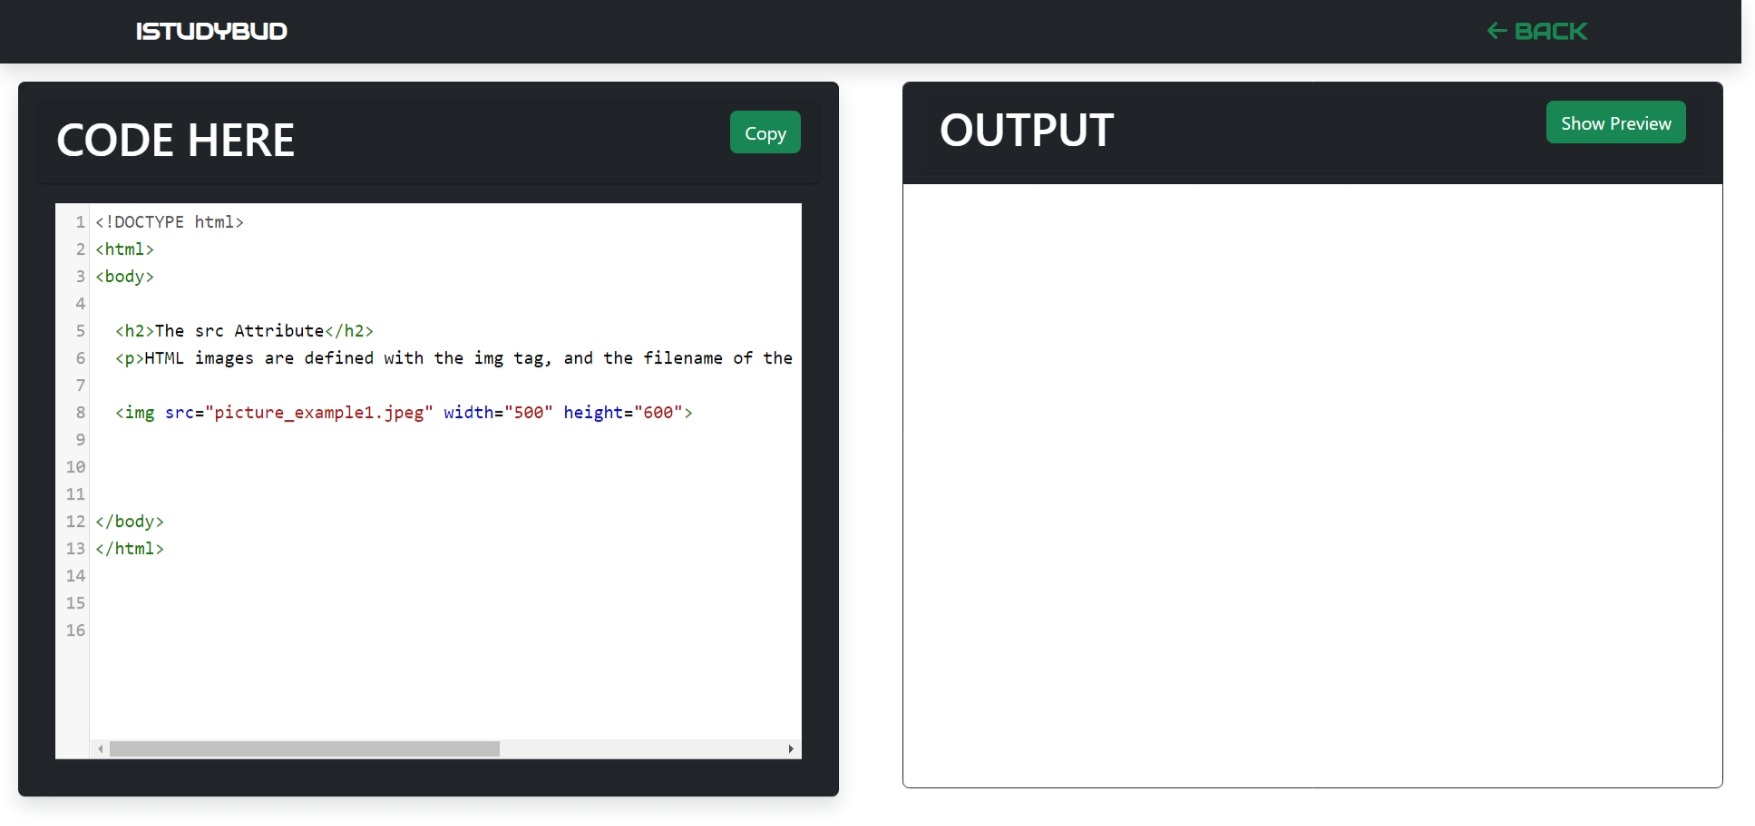 ISTUDYBUD
← BACK
CODE HERE
Copy
1 <!DOCTYPE html>
2 <html>
3 <body>
4
5   <h2>The src Attribute</h2>
6   <p>HTML images are defined with the img tag, and the filename of the
7
8   <img src="picture_example1.jpeg" width="500" height="600">
9
10
11
12 </body>
13 </html>
14
15
16
OUTPUT
Show Preview